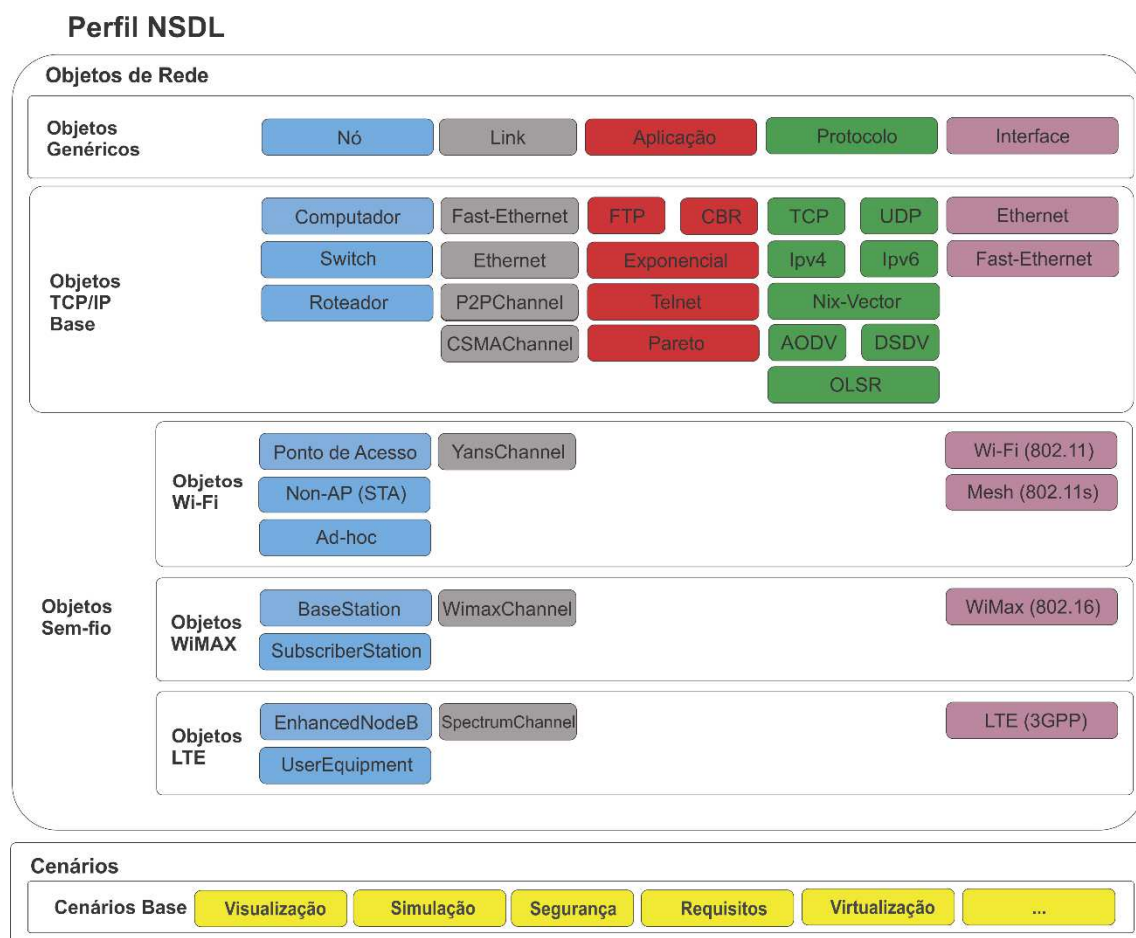 Perfil NSDL
Objetos de Rede
Objetos
Genéricos
Nó
Link
Aplicação
Protocolo
Interface
Objetos
TCP/IP
Base
Computador
Fast-Ethernet
FTP
CBR
TCP
UDP
Ethernet
Switch
Ethernet
Exponencial
Ipv4
Ipv6
Fast-Ethernet
Roteador
P2PChannel
Telnet
Nix-Vector
CSMAChannel
Pareto
AODV
DSDV
OLSR
Objetos
Sem-fio
Objetos
Wi-Fi
Ponto de Acesso
YansChannel
Wi-Fi (802.11)
Non-AP (STA)
Mesh (802.11s)
Ad-hoc
Objetos
WiMAX
BaseStation
WimaxChannel
WiMax (802.16)
SubscriberStation
Objetos
LTE
EnhancedNodeB
SpectrumChannel
LTE (3GPP)
UserEquipment
Cenários
Cenários Base
Visualização
Simulação
Segurança
Requisitos
Virtualização
...